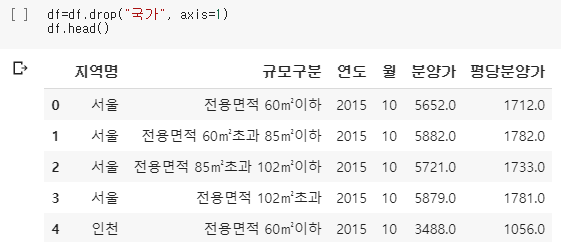 [ ] df=df.drop("국가", axis=1)
df.head()
지역명 규모구분 연도 월 분양가 평당분양가
0 서울 전용면적 60㎡이하 2015 10 5652.0 1712.0
1 서울 전용면적 60㎡초과 85㎡이하 2015 10 5882.0 1782.0
2 서울 전용면적 85㎡초과 102㎡이하 2015 10 5721.0 1733.0
3 서울 전용면적 102㎡초과 2015 10 5879.0 1781.0
4 인천 전용면적 60㎡이하 2015 10 3488.0 1056.0